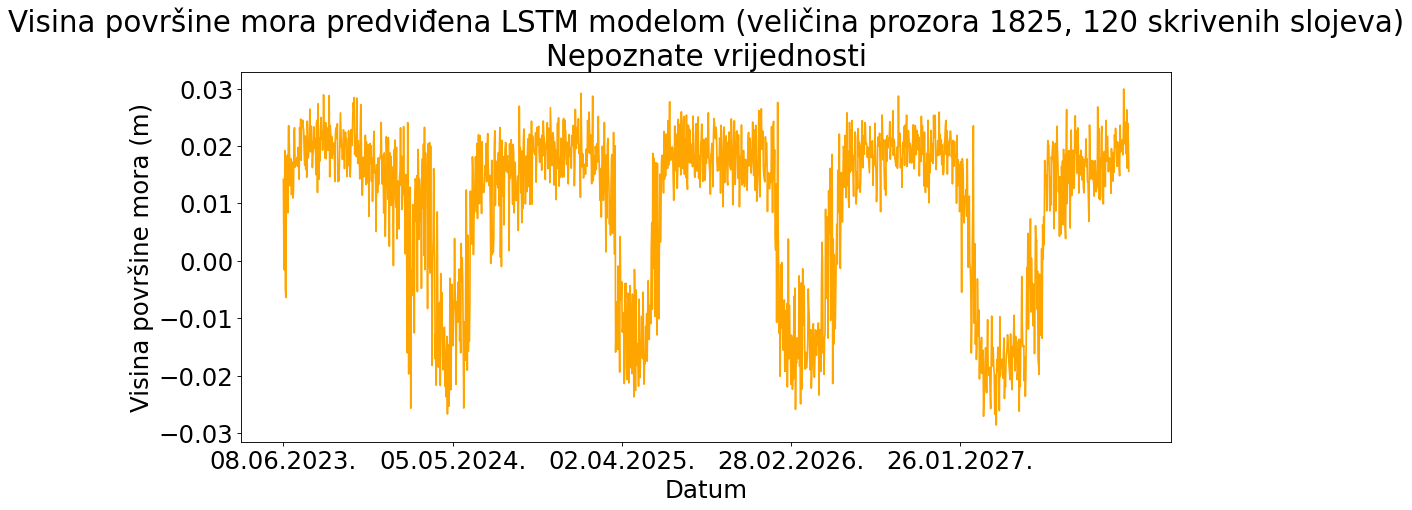 Visina površine mora predviđena LSTM modelom (veličina prozora 1825, 120 skrivenih slojeva)
Nepoznate vrijednosti
Visina površine mora (m)
0.03
0.02
0.01
0.00
−0.01
−0.02
−0.03
08.06.2023. 05.05.2024. 02.04.2025. 28.02.2026. 26.01.2027.
Datum